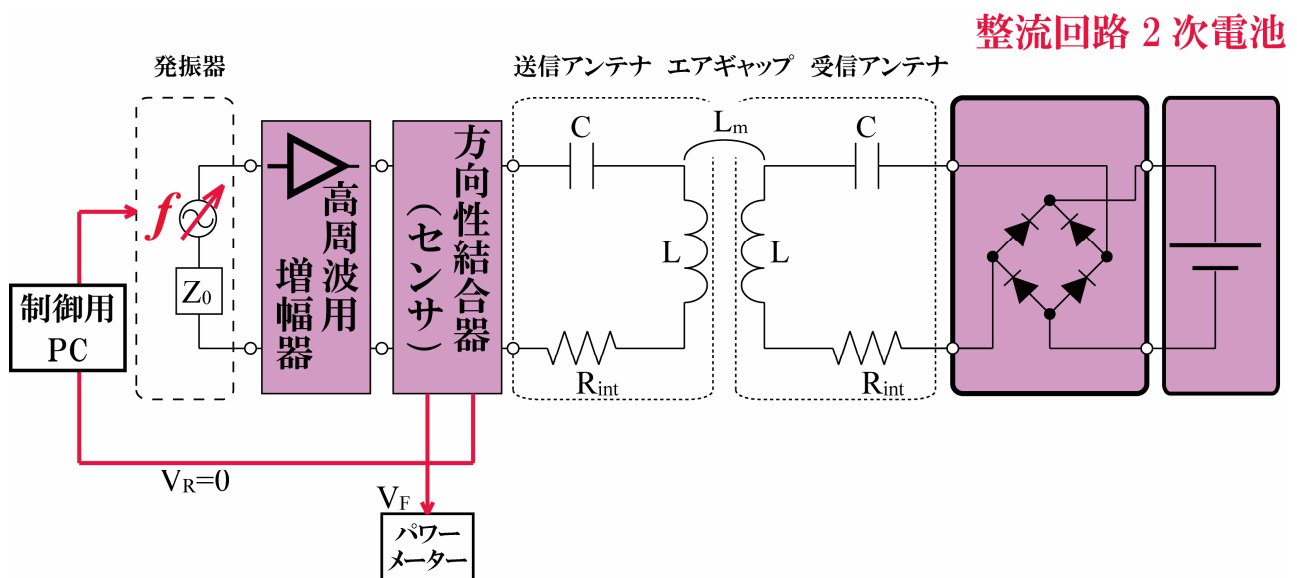 整流回路 2 次電池
発振器
送信アンテナ
エアギャップ
受信アンテナ
C
Lm
C
方向性結合器
(センサ)
高周波用
増幅器
f
L
L
Z0
制御用
PC
Rint
Rint
VR=0
VF
パワー
メーター